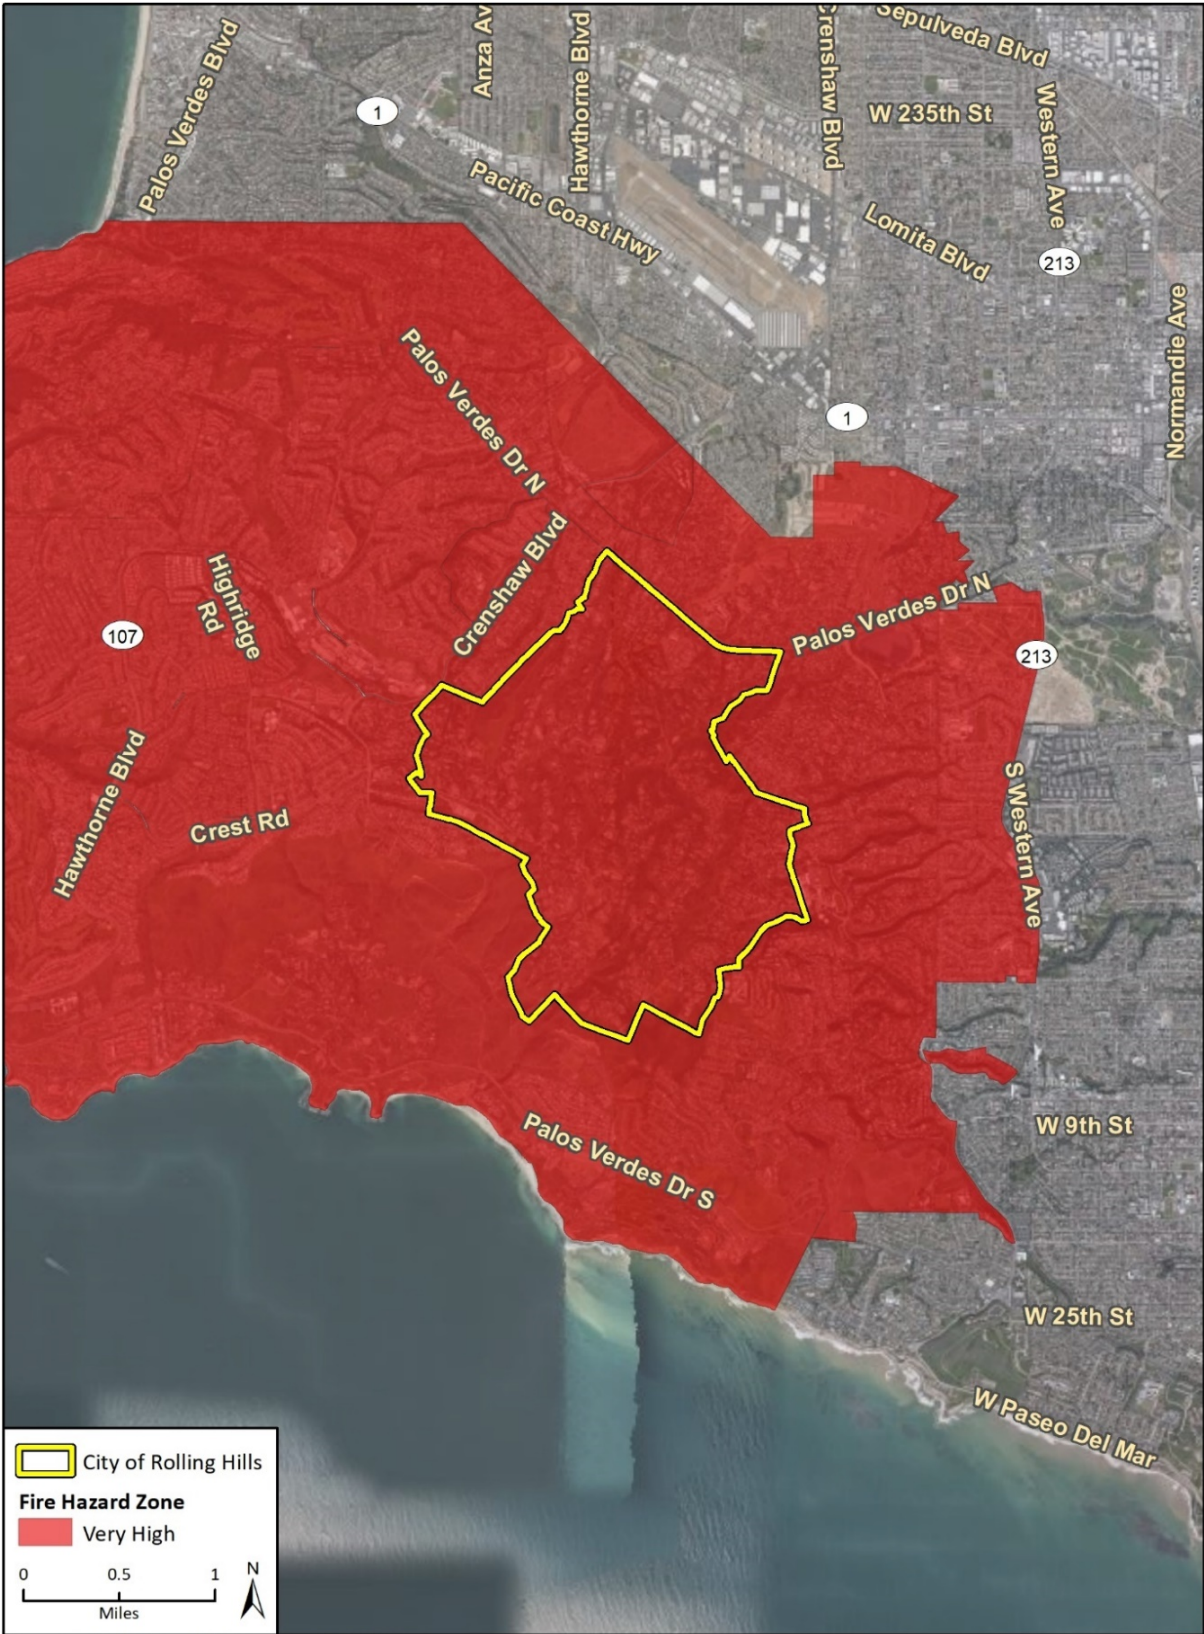 Sepulveda Blvd
Palos Verdes Blvd
Anza Av
Hawthorne Blvd
Crenshaw Blvd
1
W 235th St
Western Ave
Pacific Coast Hwy
Lomita Blvd
213
Normandie Ave
Palos Verdes Dr N
1
Crenshaw Blvd
Highridge
Rd
107
Palos Verdes Dr N
213
Hawthorne Blvd
Crest Rd
S Western Ave
Palos Verdes Dr S
W 9th St
W 25th St
W Paseo Del Mar
City of Rolling Hills
Fire Hazard Zone
Very High
0 0.5 1
Miles
N